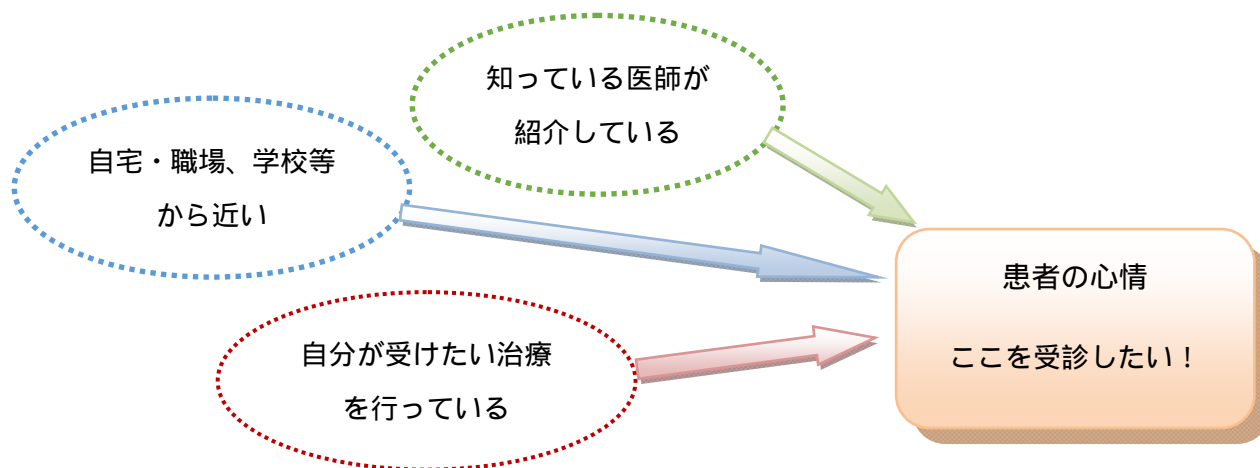 知っている医師が
紹介している
自宅・職場、学校等
から近い
自分が受けたい治療
を行っている
患者の心情
ここを受診したい！